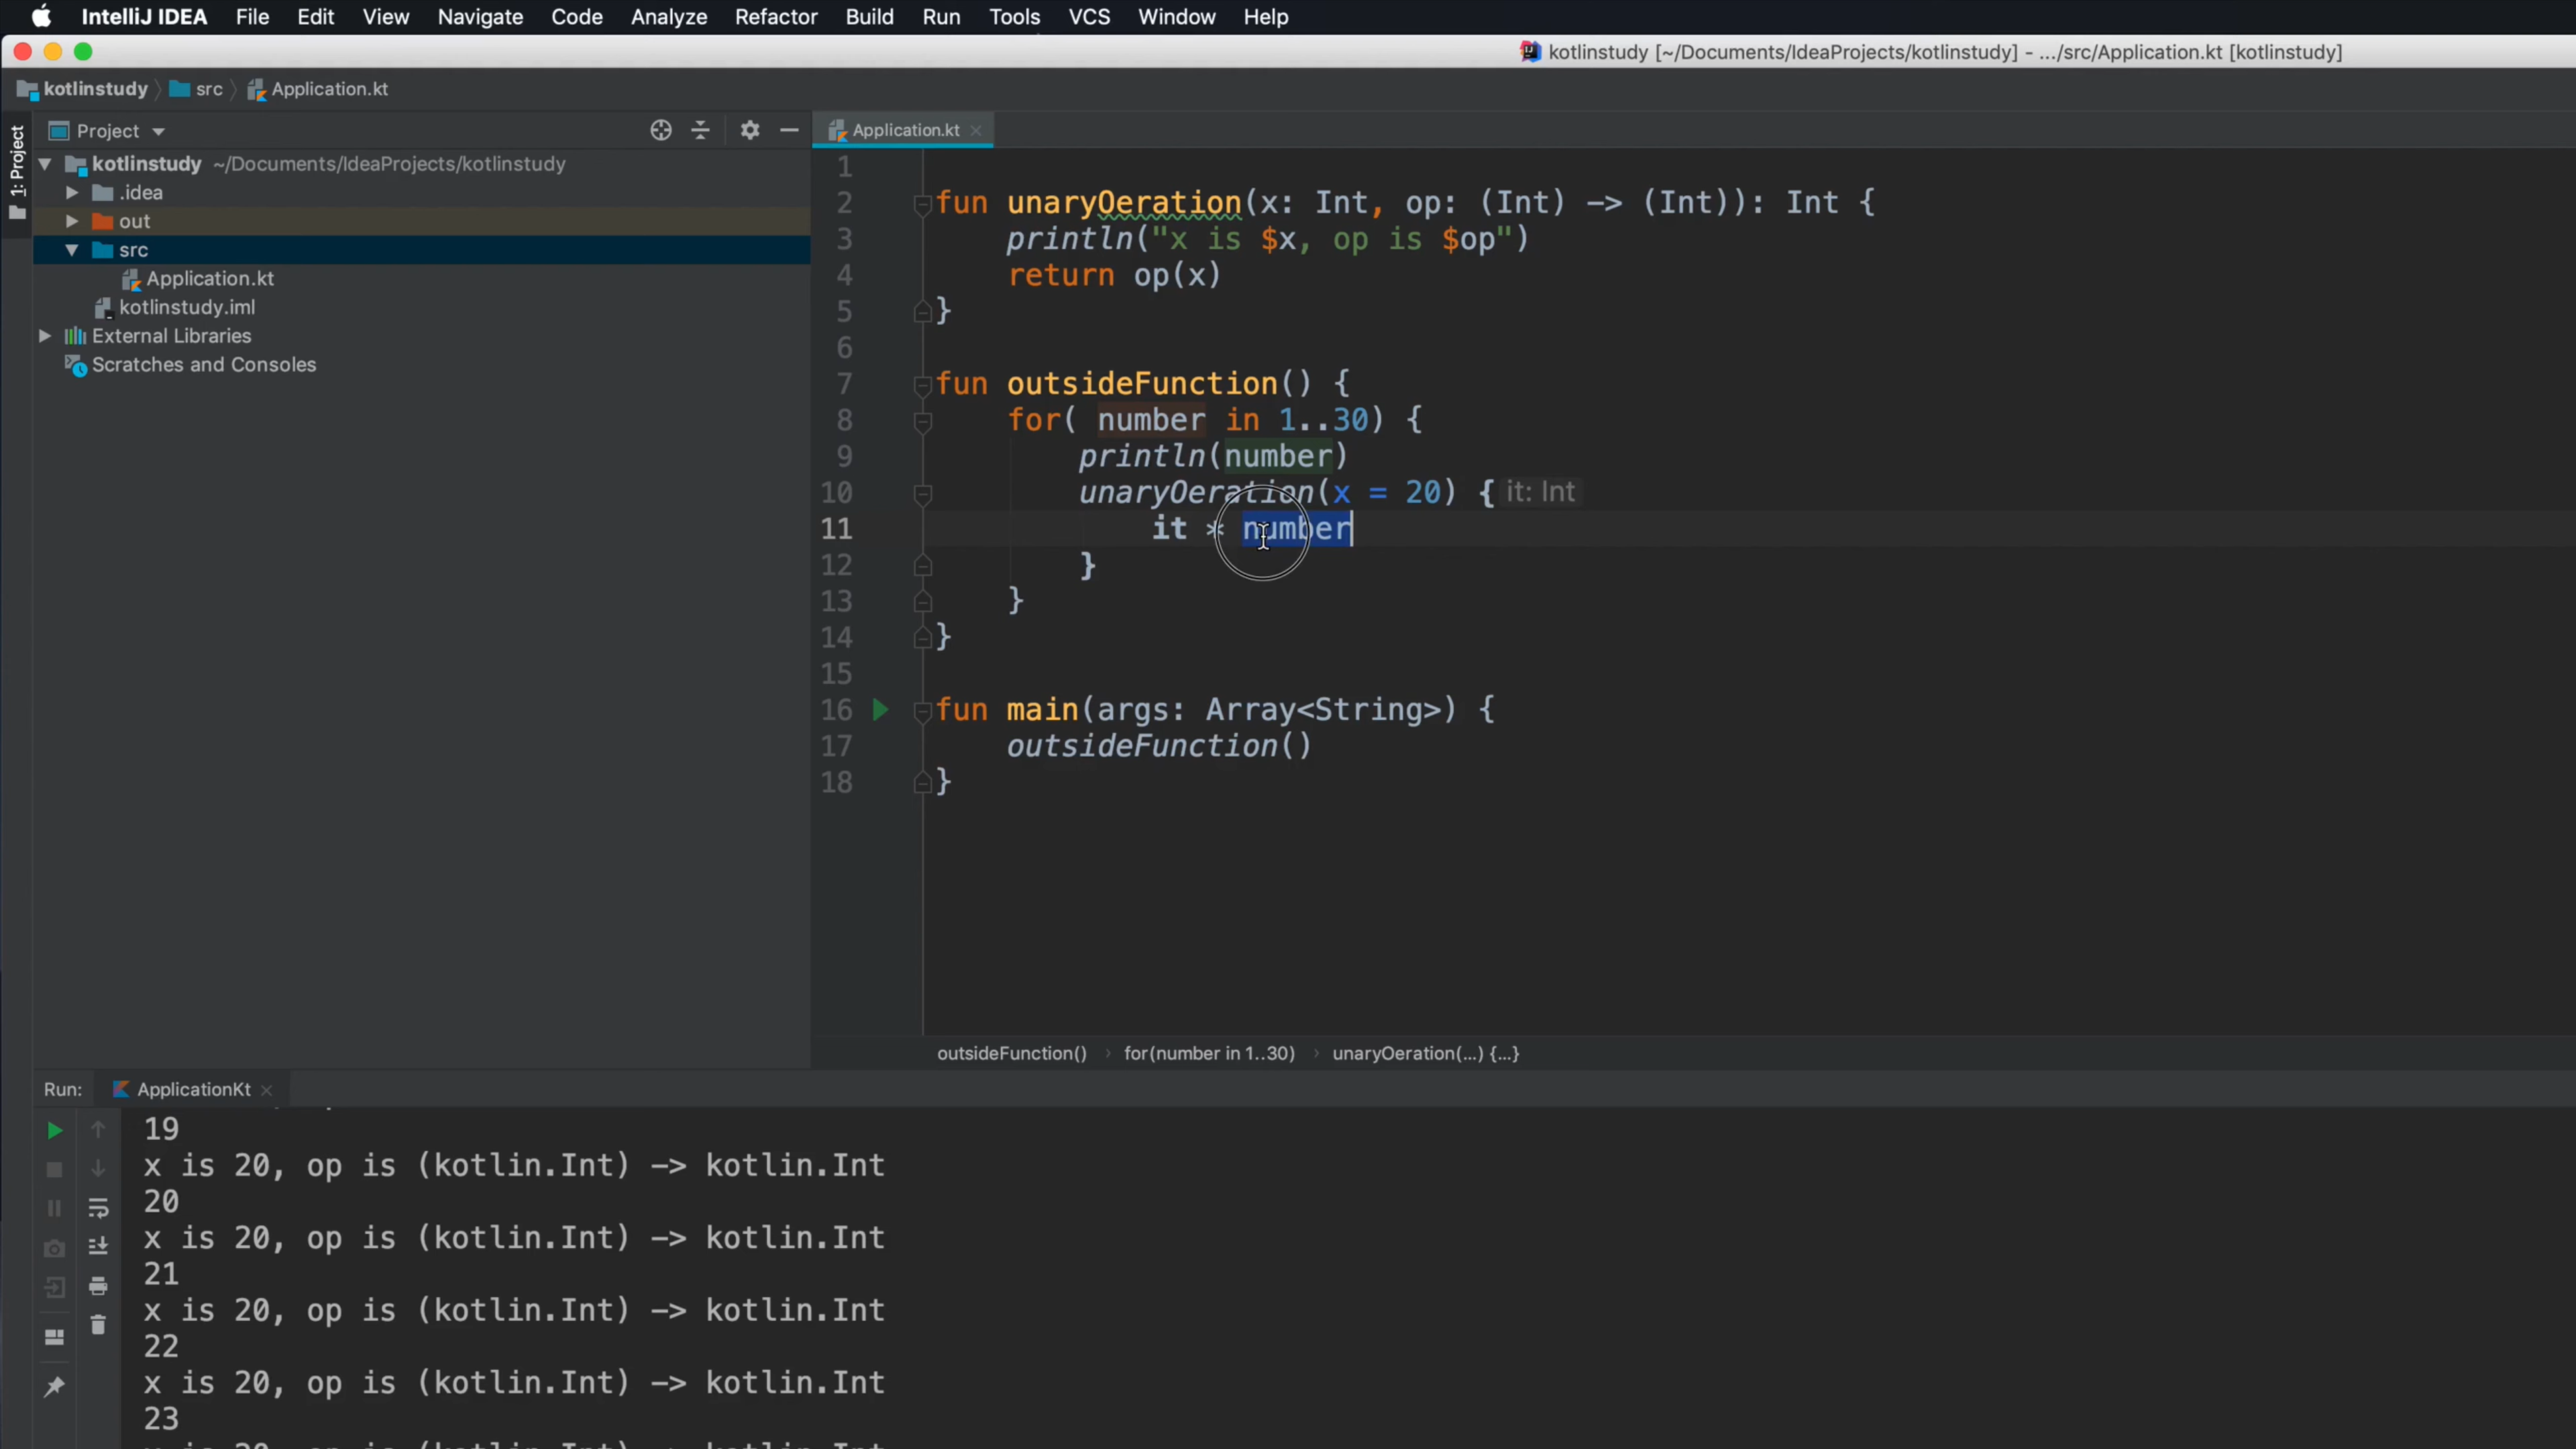 IntelliJ IDEA File Edit View Navigate Code Analyze Refactor Build Run Tools VCS Window Help
kotlinstudy [~/Documents/IdeaProjects/kotlinstudy] - .../src/Application.kt [kotlinstudy]
kotlinstudy src Application.kt
1: Project
Project
kotlinstudy ~/Documents/IdeaProjects/kotlinstudy
.idea
out
src
Application.kt
kotlinstudy.iml
External Libraries
Scratches and Consoles
Application.kt
1
2 fun unaryOeration(x: Int, op: (Int) -> (Int)): Int {
3 println("x is $x, op is $op")
4 return op(x)
5 }
6
7 fun outsideFunction() {
8 for( number in 1..30) {
9 println(number)
10 unaryOeration(x = 20) { it: Int
11 it * number
12 }
13 }
14 }
15
16 fun main(args: Array<String>) {
17 outsideFunction()
18 }
outsideFunction() › for(number in 1..30) › unaryOeration(...) {...}
Run: ApplicationKt
19
x is 20, op is (kotlin.Int) -> kotlin.Int
20
x is 20, op is (kotlin.Int) -> kotlin.Int
21
x is 20, op is (kotlin.Int) -> kotlin.Int
22
x is 20, op is (kotlin.Int) -> kotlin.Int
23